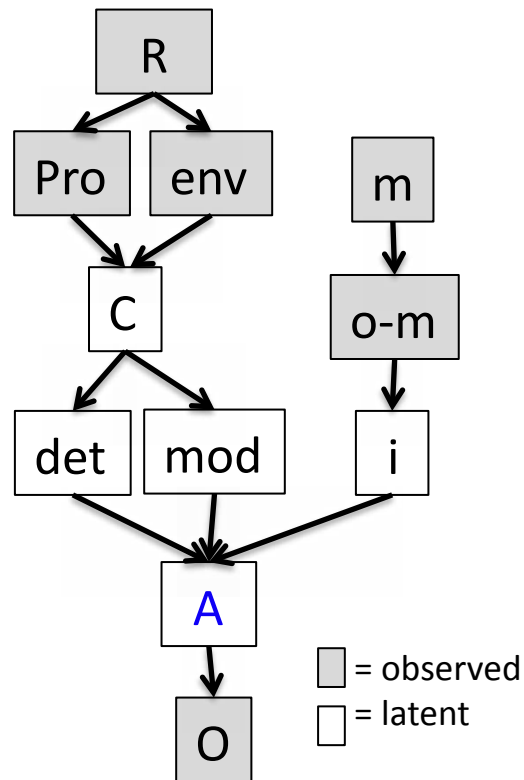 R
Pro
env
m
C
o-m
det
mod
i
A
= observed
= latent
O